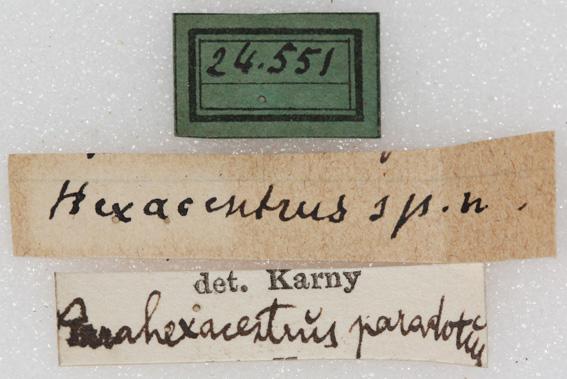 24.551
Hexacentrus sp. n.
det. Karny
Parahexacentrus paradoxus